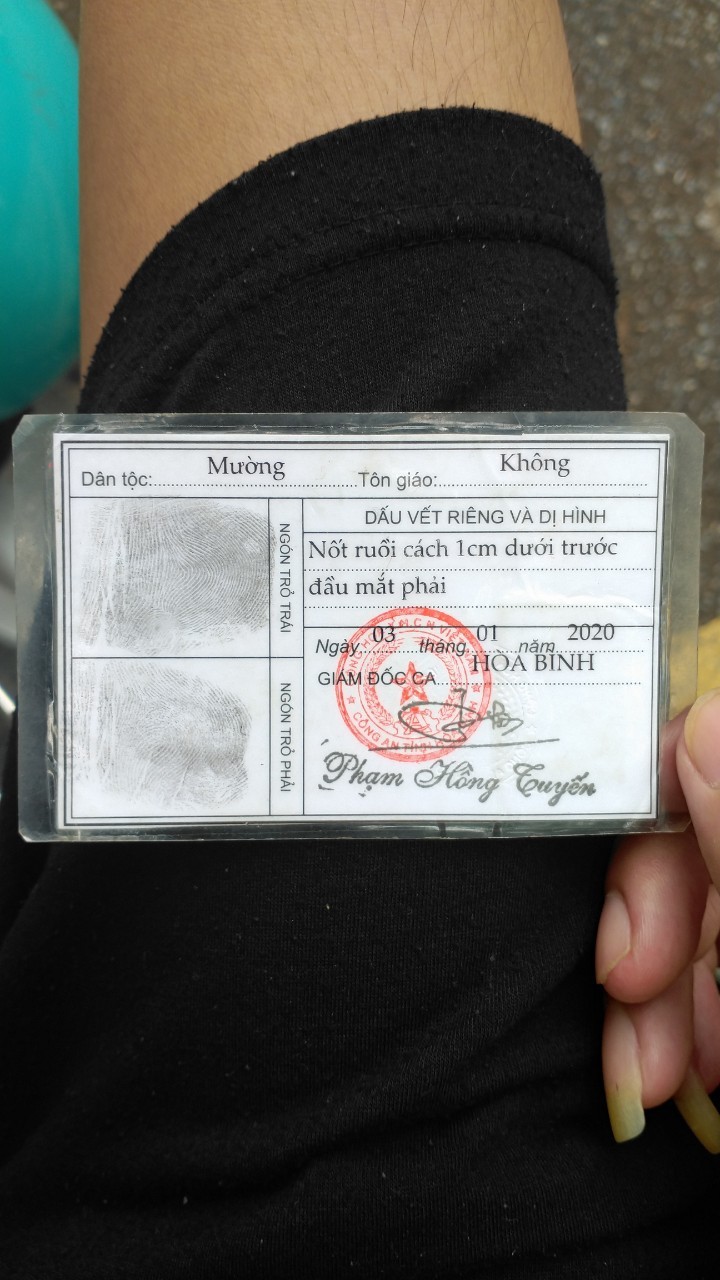 Dân tộc: Mường Tôn giáo: Không
NGÓN TRỎ TRÁI
NGÓN TRỎ PHẢI
DẤU VẾT RIÊNG VÀ DỊ HÌNH
Nốt ruồi cách 1cm dưới trước
đầu mắt phải
Ngày 03 tháng 01 năm 2020
GIÁM ĐỐC CA HÒA BÌNH
CÔNG AN
Phạm Hồng Tuyến